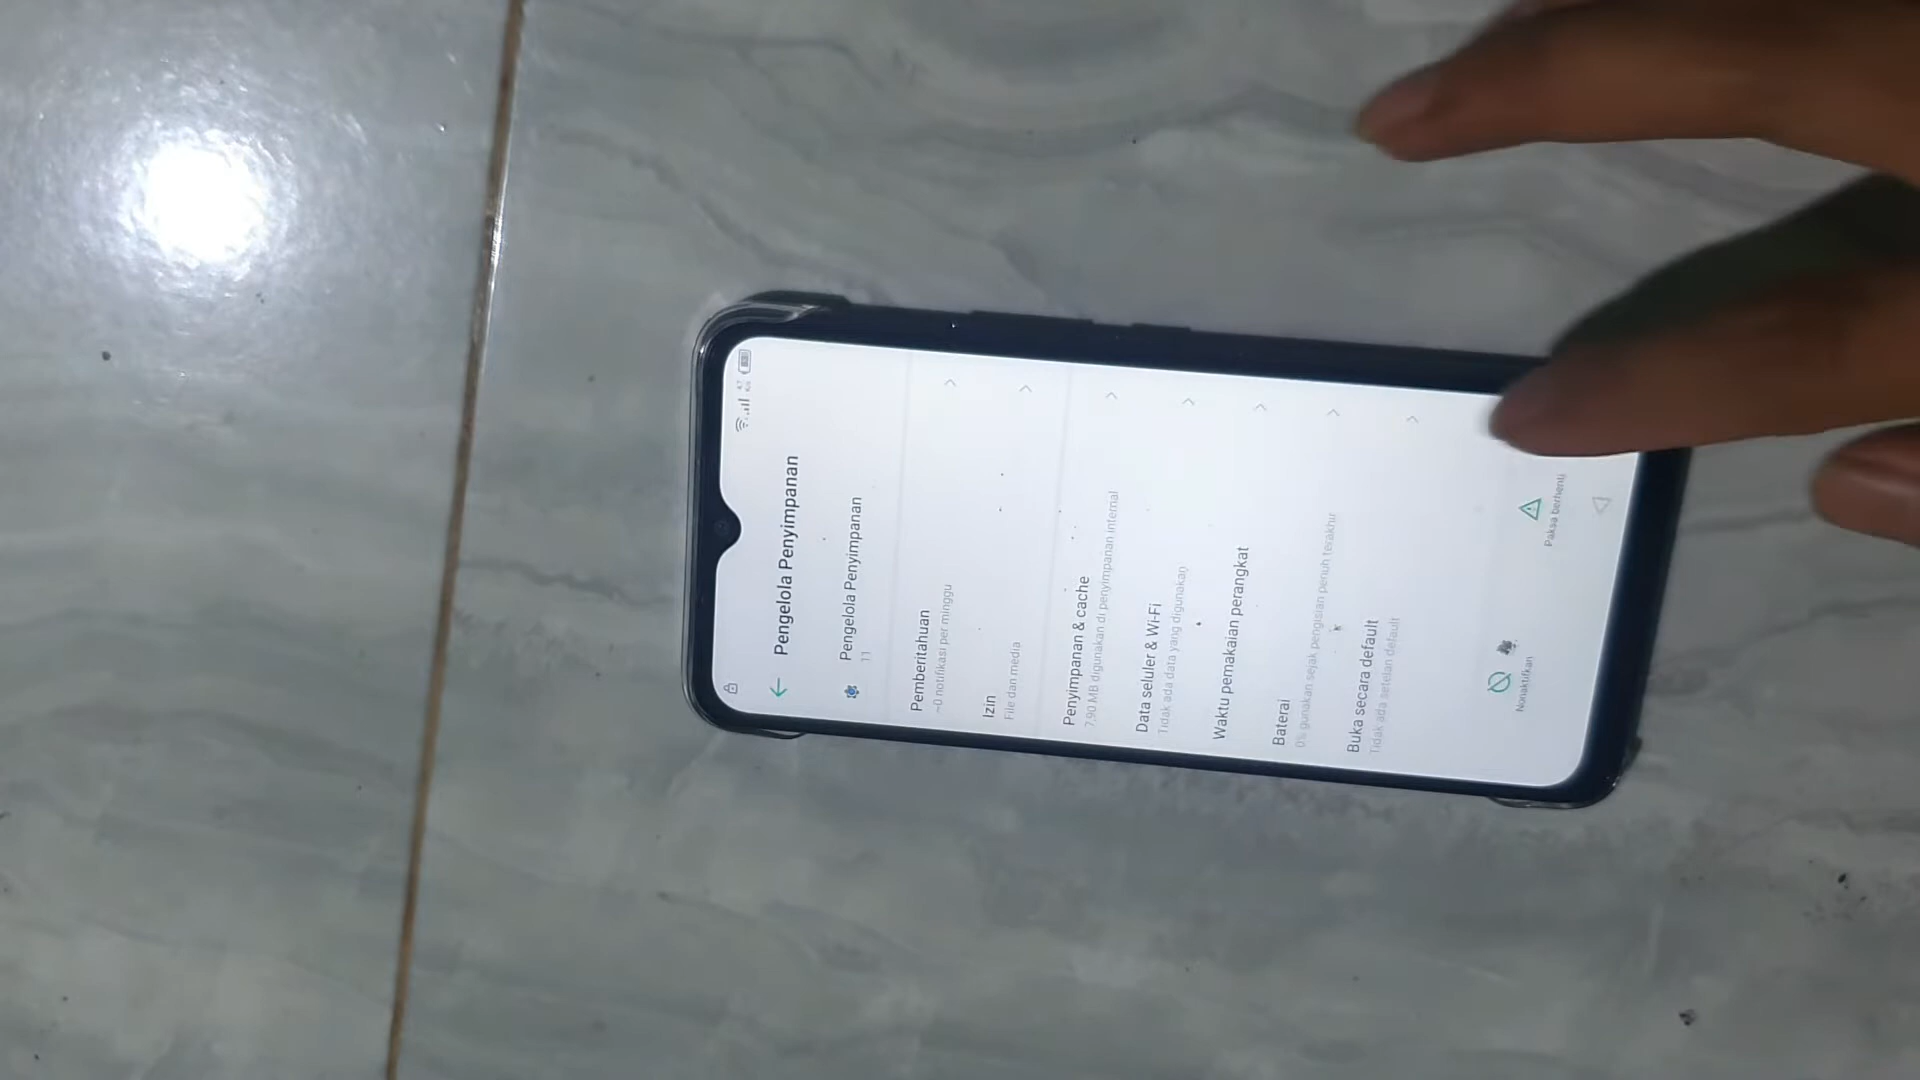 Pengelola Penyimpanan
Pengelola Penyimpanan
11
Pemberitahuan
~0 notifikasi per minggu
Izin
File dan media
Penyimpanan & cache
7,90 MB digunakan di penyimpanan internal
Data seluler & Wi-Fi
Tidak ada data yang digunakan
Waktu pemakaian perangkat
Baterai
0% gunakan sejak pengisian penuh terakhir
Buka secara default
Tidak ada setelan default
Nonaktifkan
Paksa berhenti